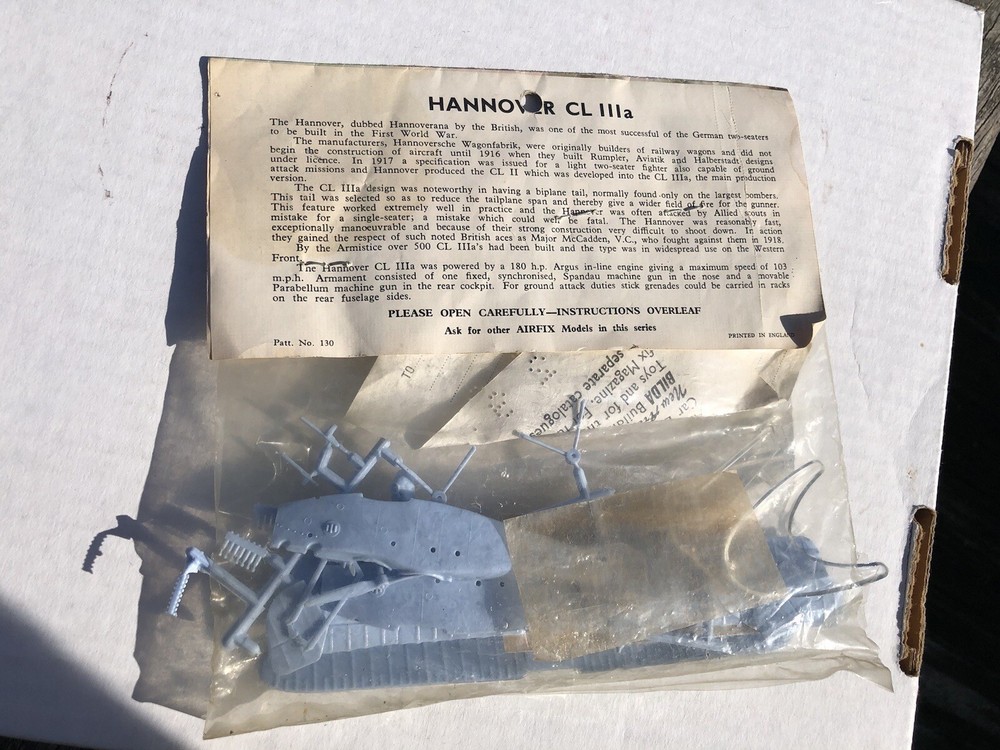 HANNOVER CL IIIa
The Hannover, dubbed Hannoverana by the British, was one of the most successful of the German two-seaters
to be built in the First World War.
The manufacturers, Hannoversche Wagonfabrik, were originally builders of railway wagons and did not
begin the construction of aircraft until 1916 when they built Rumpler, Aviatik and Halberstadt designs
under licence. In 1917 a specification was issued for a light two-seater fighter also capable of ground
attack missions and Hannover produced the CL II which was developed into the CL IIIa, the main production
version.
The CL IIIa design was noteworthy in having a biplane tail, normally found only on the largest bombers.
This tail was selected so as to reduce the tailplane span and thereby give a wider field of fire for the gunner.
This feature worked extremely well in practice and the Hannover was often attacked by Allied scouts in
mistake for a single-seater; a mistake which could well be fatal. The Hannover was reasonably fast,
exceptionally manoeuvrable and because of their strong construction very difficult to shoot down. In action
they gained the respect of such noted British aces as Major McCadden, V.C., who fought against them in 1918.
By the Armistice over 500 CL IIIa's had been built and the type was in widespread use on the Western
Front.
The Hannover CL IIIa was powered by a 180 h.p. Argus in-line engine giving a maximum speed of 103
m.p.h. Armament consisted of one fixed, synchronised, Spandau machine gun in the nose and a movable
Parabellum machine gun in the rear cockpit. For ground attack duties stick grenades could be carried in racks
on the rear fuselage sides.
PLEASE OPEN CAREFULLY—INSTRUCTIONS OVERLEAF
Ask for other AIRFIX Models in this series
Patt. No. 130
PRINTED IN ENGLAND
TO
separate catalogues
fix Magazine. For
Toys and for th
New
BILDA Build
Car